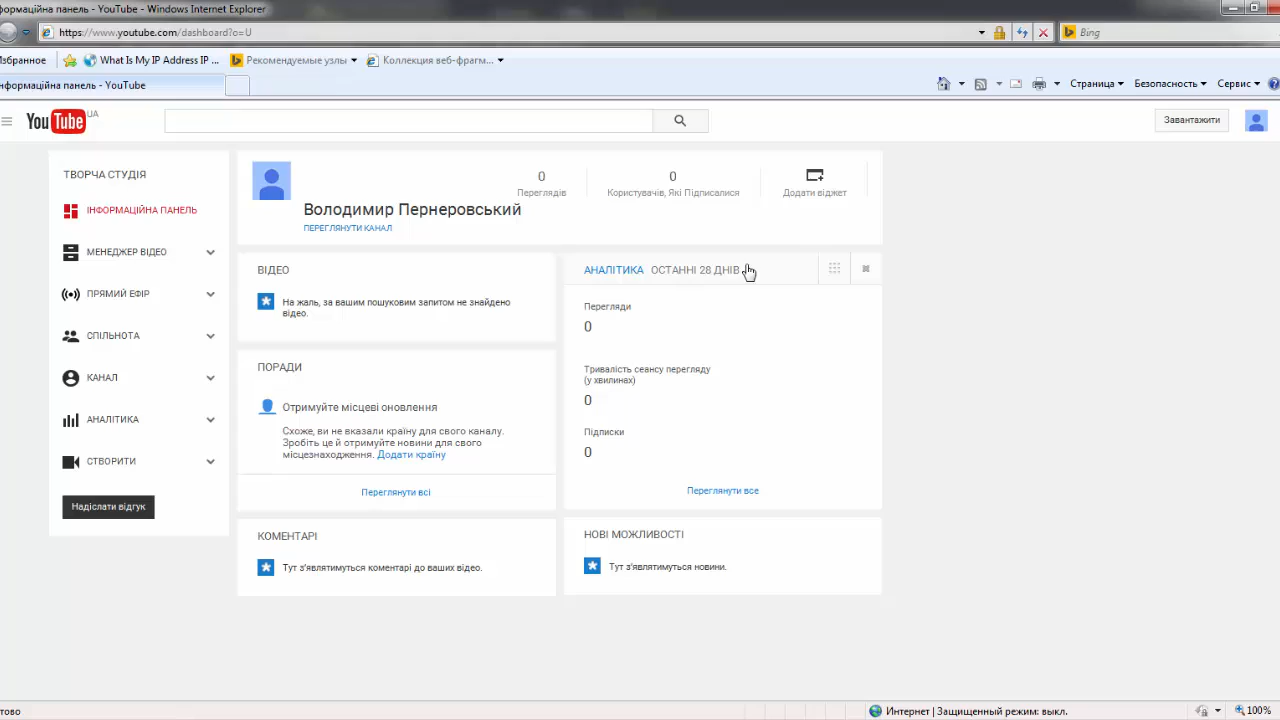 нформаційна панель - YouTube - Windows Internet Explorer
https://www.youtube.com/dashboard?o=U
Bing
збранное
What Is My IP Address IP ...
Рекомендуемые узлы
Коллекция веб-фрагм...
нформаційна панель - YouTube
Страница
Безопасность
Сервис
YouTube
UA
Завантажити
ТВОРЧА СТУДІЯ
ІНФОРМАЦІЙНА ПАНЕЛЬ
МЕНЕДЖЕР ВІДЕО
ПРЯМИЙ ЕФІР
СПІЛЬНОТА
КАНАЛ
АНАЛІТИКА
СТВОРИТИ
Надіслати відгук
Володимир Пернеровський
ПЕРЕГЛЯНУТИ КАНАЛ
0
Переглядів
0
Користувачів, Які Підписалися
Додати віджет
ВІДЕО
На жаль, за вашим пошуковим запитом не знайдено
відео.
ПОРАДИ
Отримуйте місцеві оновлення
Схоже, ви не вказали країну для свого каналу.
Зробіть це й отримуйте новини для свого
місцезнаходження. Додати країну
Переглянути всі
КОМЕНТАРІ
Тут з'являтимуться коментарі до ваших відео.
АНАЛІТИКА ОСТАННІ 28 ДНІВ
Перегляди
0
Тривалість сеансу перегляду
(у хвилинах)
0
Підписки
0
Переглянути все
НОВІ МОЖЛИВОСТІ
Тут з'являтимуться новини.
тово
Интернет | Защищенный режим: выкл.
100%